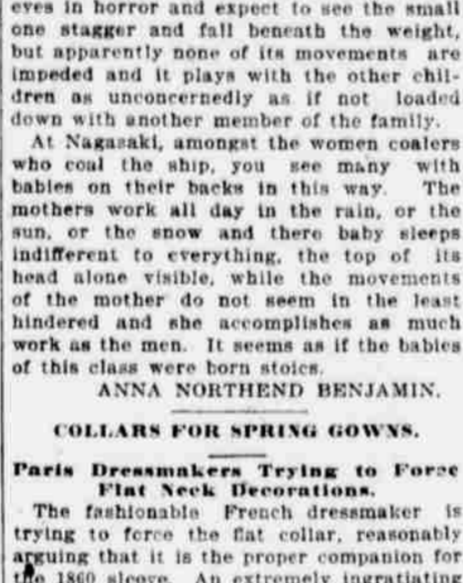 eyes in horror and expect to see the small
one stagger and fall beneath the weight,
but apparently none of its movements are
impeded and it plays with the other chil-
dren as unconcernedly as if not loaded
down with another member of the family.
At Nagasaki, amongst the women coalers
who coal the ship, you see many with
babies on their backs in this way. The
mothers work all day in the rain, or the
sun, or the snow and there baby sleeps
indifferent to everything, the top of its
head alone visible, while the movements
of the mother do not seem in the least
hindered and she accomplishes as much
work as the men. It seems as if the babies
of this class were born stoics.
ANNA NORTHEND BENJAMIN.
COLLARS FOR SPRING GOWNS.
Paris Dressmakers Trying to Force
Flat Neck Decorations.
The fashionable French dressmaker is
trying to force the flat collar, reasonably
arguing that it is the proper companion for
the 1860 sleeve. An extremely ingratiating